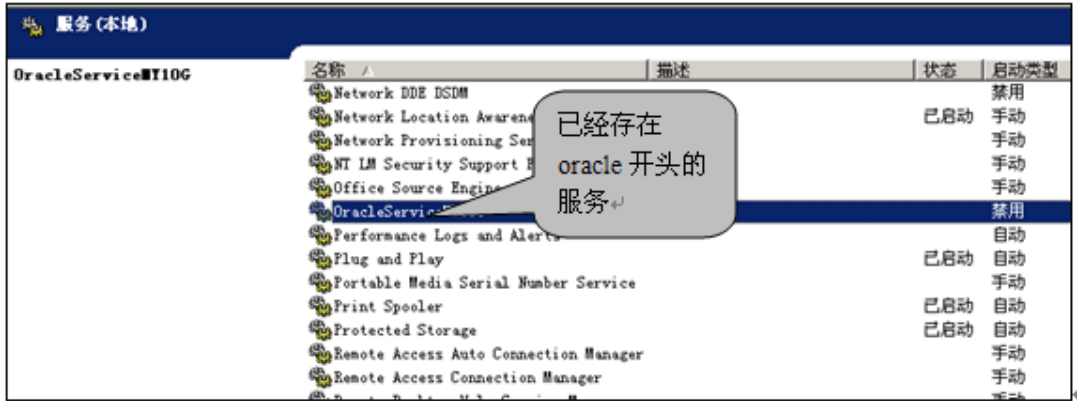 服务(本地)
OracleServiceMY10G
名称 描述 状态 启动类型
Network DDE DSDM 禁用
Network Location 已启动 手动
Network Provisioning 手动
NT LM Security Support 手动
Office Source Engine 手动
禁用
Performance Logs and Alerts 自动
Plug and Play 已启动 自动
Portable Media Serial Number Service 手动
Print Spooler 已启动 自动
Protected Storage 已启动 自动
Remote Access Auto Connection Manager 手动
Remote Access Connection Manager 手动
已经存在
oracle 开头的
服务